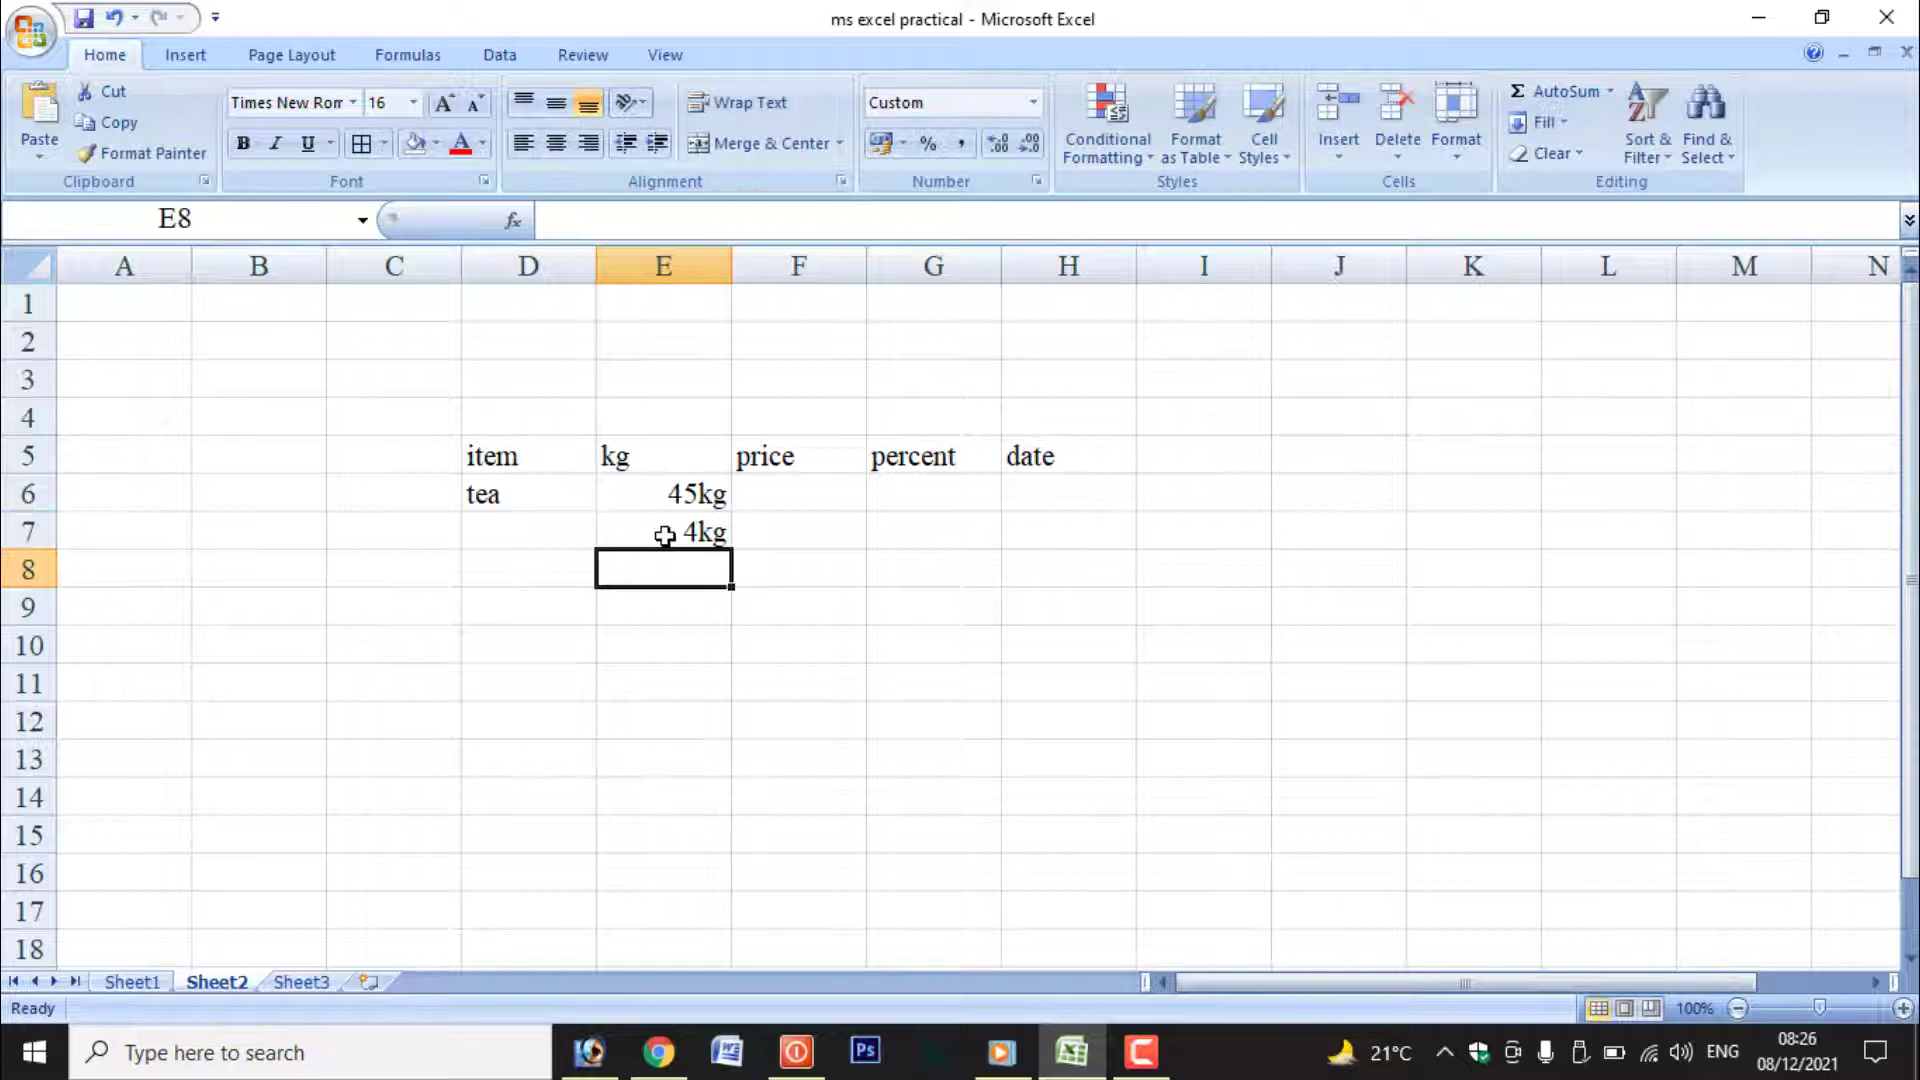 ms excel practical - Microsoft Excel
Home Insert Page Layout Formulas Data Review View
Paste
Cut
Copy
Format Painter
Clipboard
Times New Ror 16
B I U
Font
Wrap Text
Merge & Center
Alignment
Custom
% ,
Number
Conditional Formatting
Format as Table
Cell Styles
Styles
Insert Delete Format
Cells
Σ AutoSum
Fill
Clear
Sort & Filter
Find & Select
Editing
E8 fx
A B C D E F G H I J K L M N
1
2
3
4
5 item kg price percent date
6 tea 45kg
7 4kg
8
9
10
11
12
13
14
15
16
17
18
Sheet1 Sheet2 Sheet3
Ready 100%
Type here to search
Ps
21°C ENG 08:26
08/12/2021